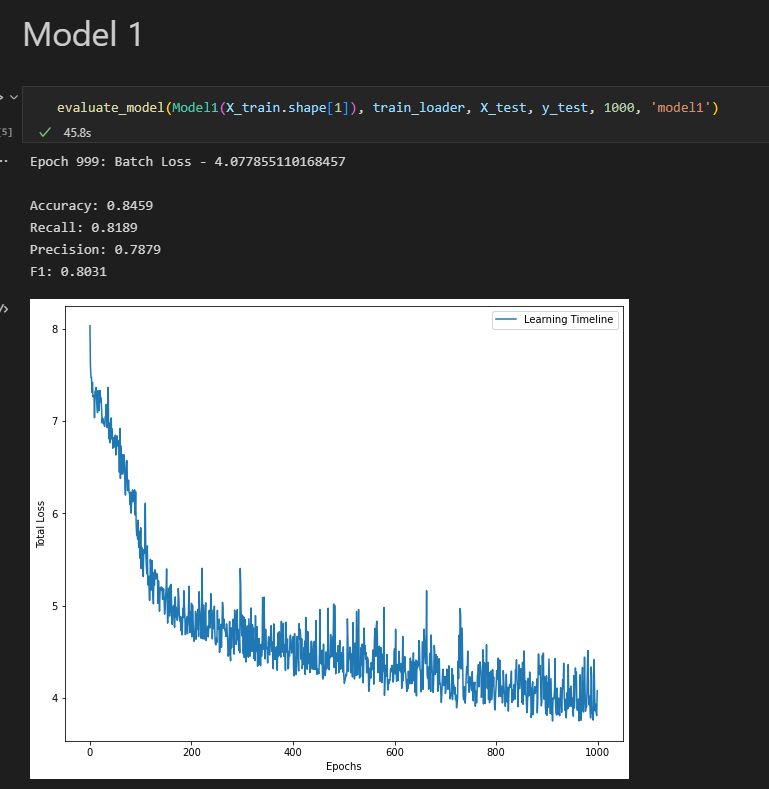 Model 1
evaluate_model(Model1(X_train.shape[1]), train_loader, X_test, y_test, 1000, 'model1')
[5]
45.8s
Epoch 999: Batch Loss - 4.077855110168457
Accuracy: 0.8459
Recall: 0.8189
Precision: 0.7879
F1: 0.8031
Learning Timeline
8
7
6
5
4
Total Loss
0 200 400 600 800 1000
Epochs